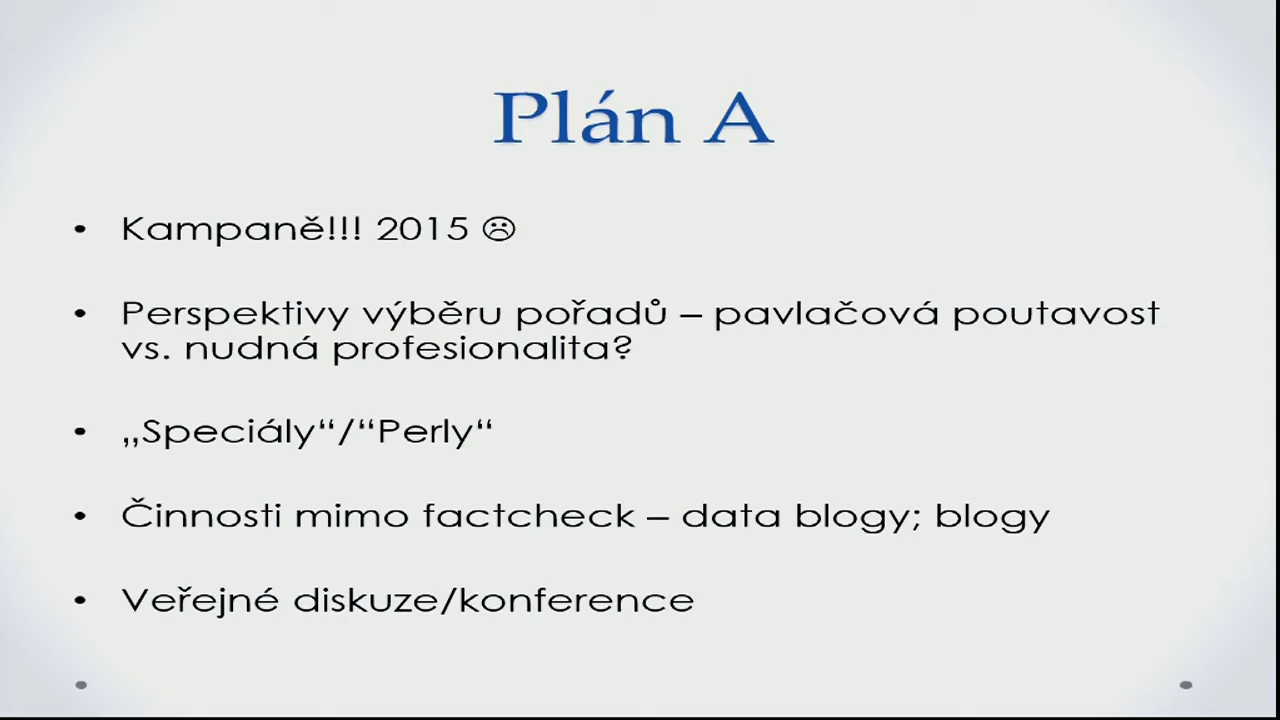 Plán A
• Kampaně!!! 2015 ☹
• Perspektivy výběru pořadů – pavlačová poutavost
vs. nudná profesionalita?
• „Speciály“/“Perly“
• Činnosti mimo factcheck – data blogy; blogy
• Veřejné diskuze/konference